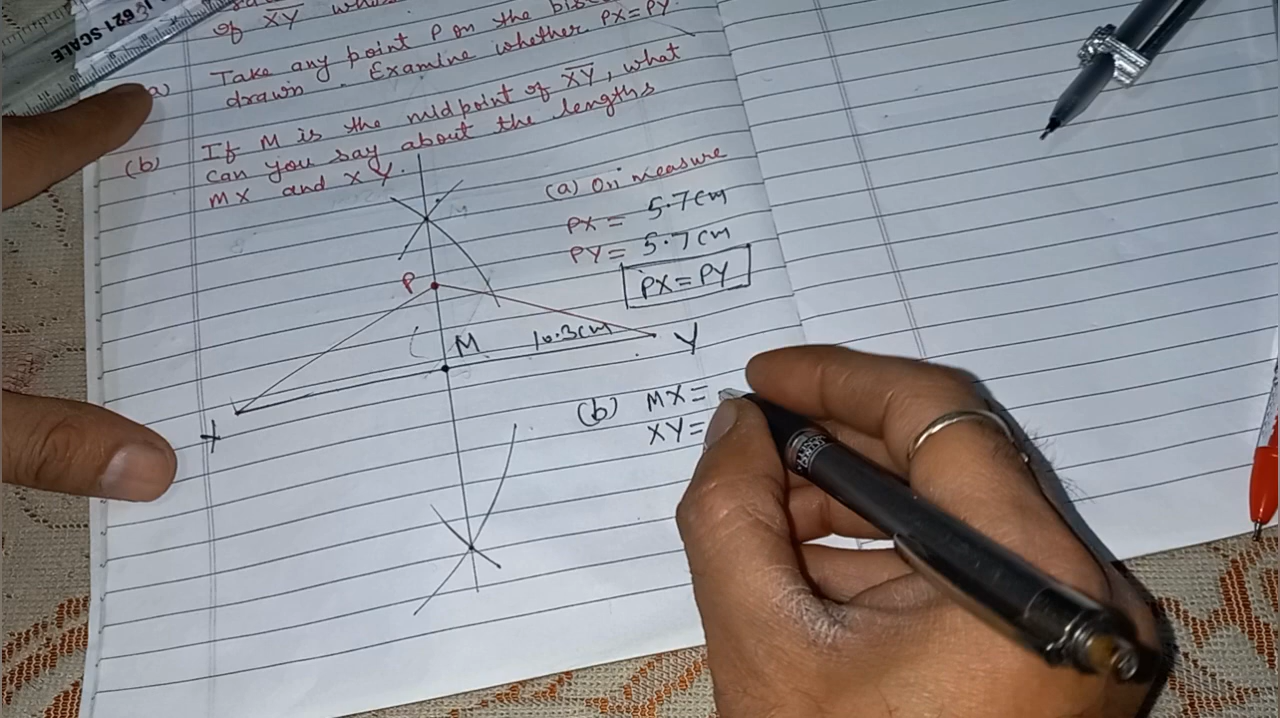 621 SCALE
of XY
a) Take any point P on the
drawn. Examine whether PX=PY.
(b) If M is the midpoint of XY, what
can you say about the lengths
MX and XY.
(a) On measure
PX = 5.7cm
PY = 5.7cm
PX = PY
P
M 10.3cm Y
X
(b) MX =
XY =